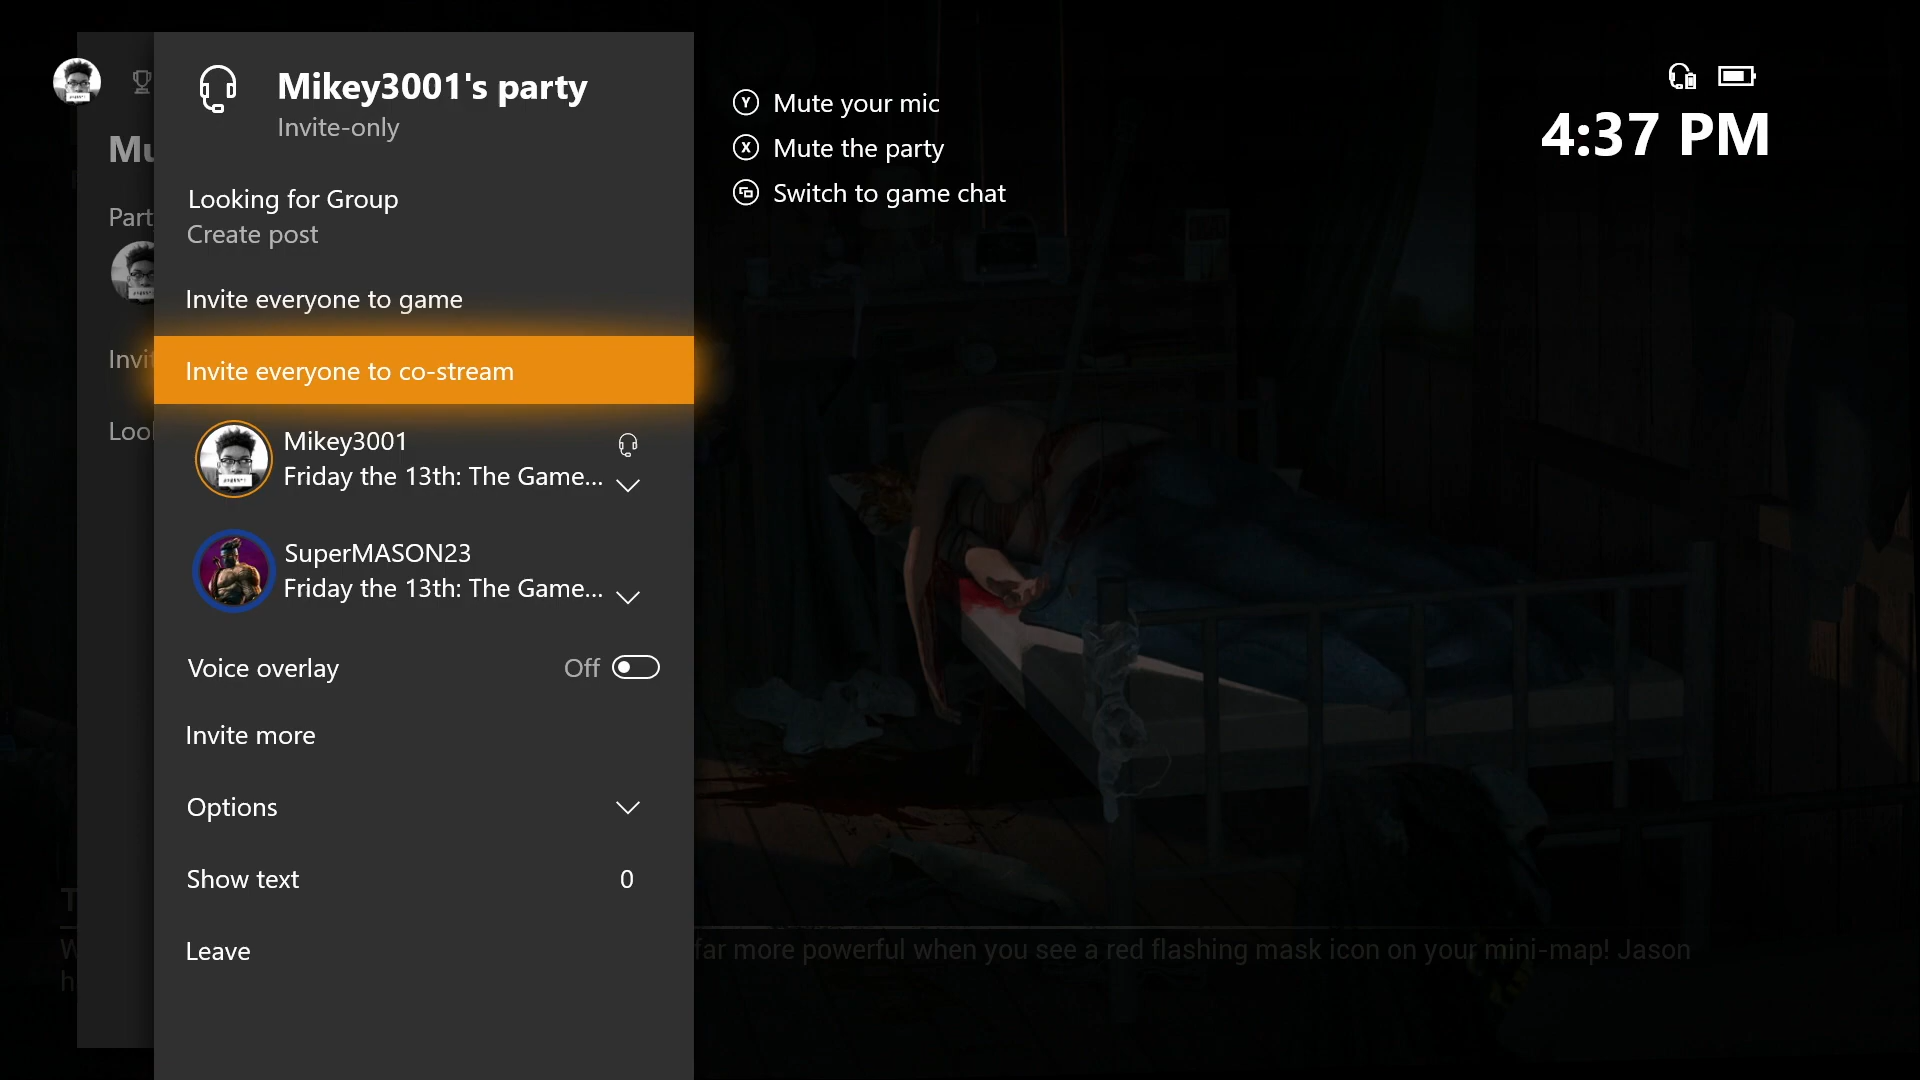 Mikey3001's party
Invite-only
Looking for Group
Create post
Invite everyone to game
Invite everyone to co-stream
Mikey3001
Friday the 13th: The Game...
SuperMASON23
Friday the 13th: The Game...
Voice overlay Off
Invite more
Options
Show text 0
Leave
Y Mute your mic
X Mute the party
Switch to game chat
4:37 PM
Mu
Part
Invit
Loo
far more powerful when you see a red flashing mask icon on your mini-map! Jason